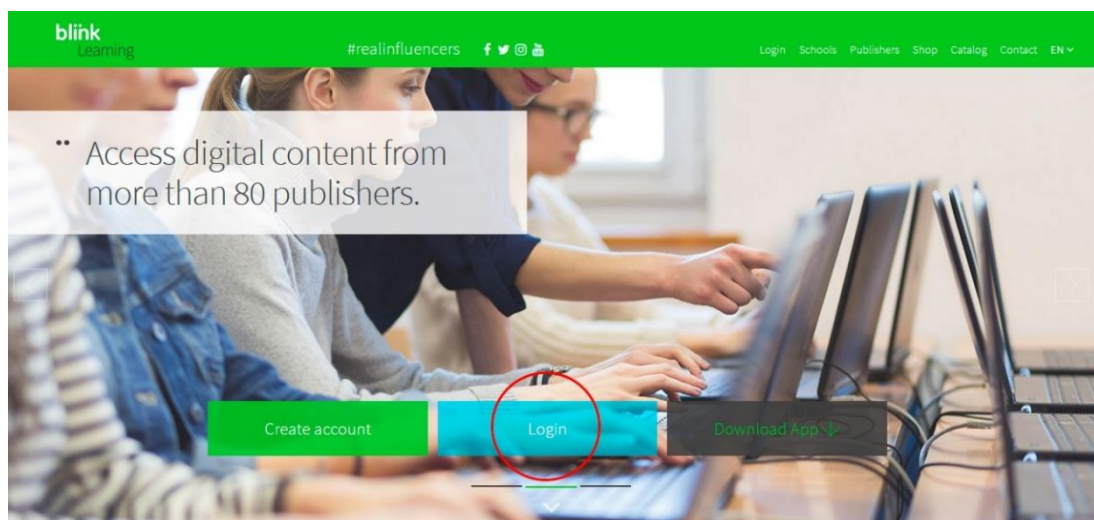 blink
Learning
#realinfluencers
Login Schools Publishers Shop Catalog Contact EN
Access digital content from
more than 80 publishers.
Create account
Login
Download App